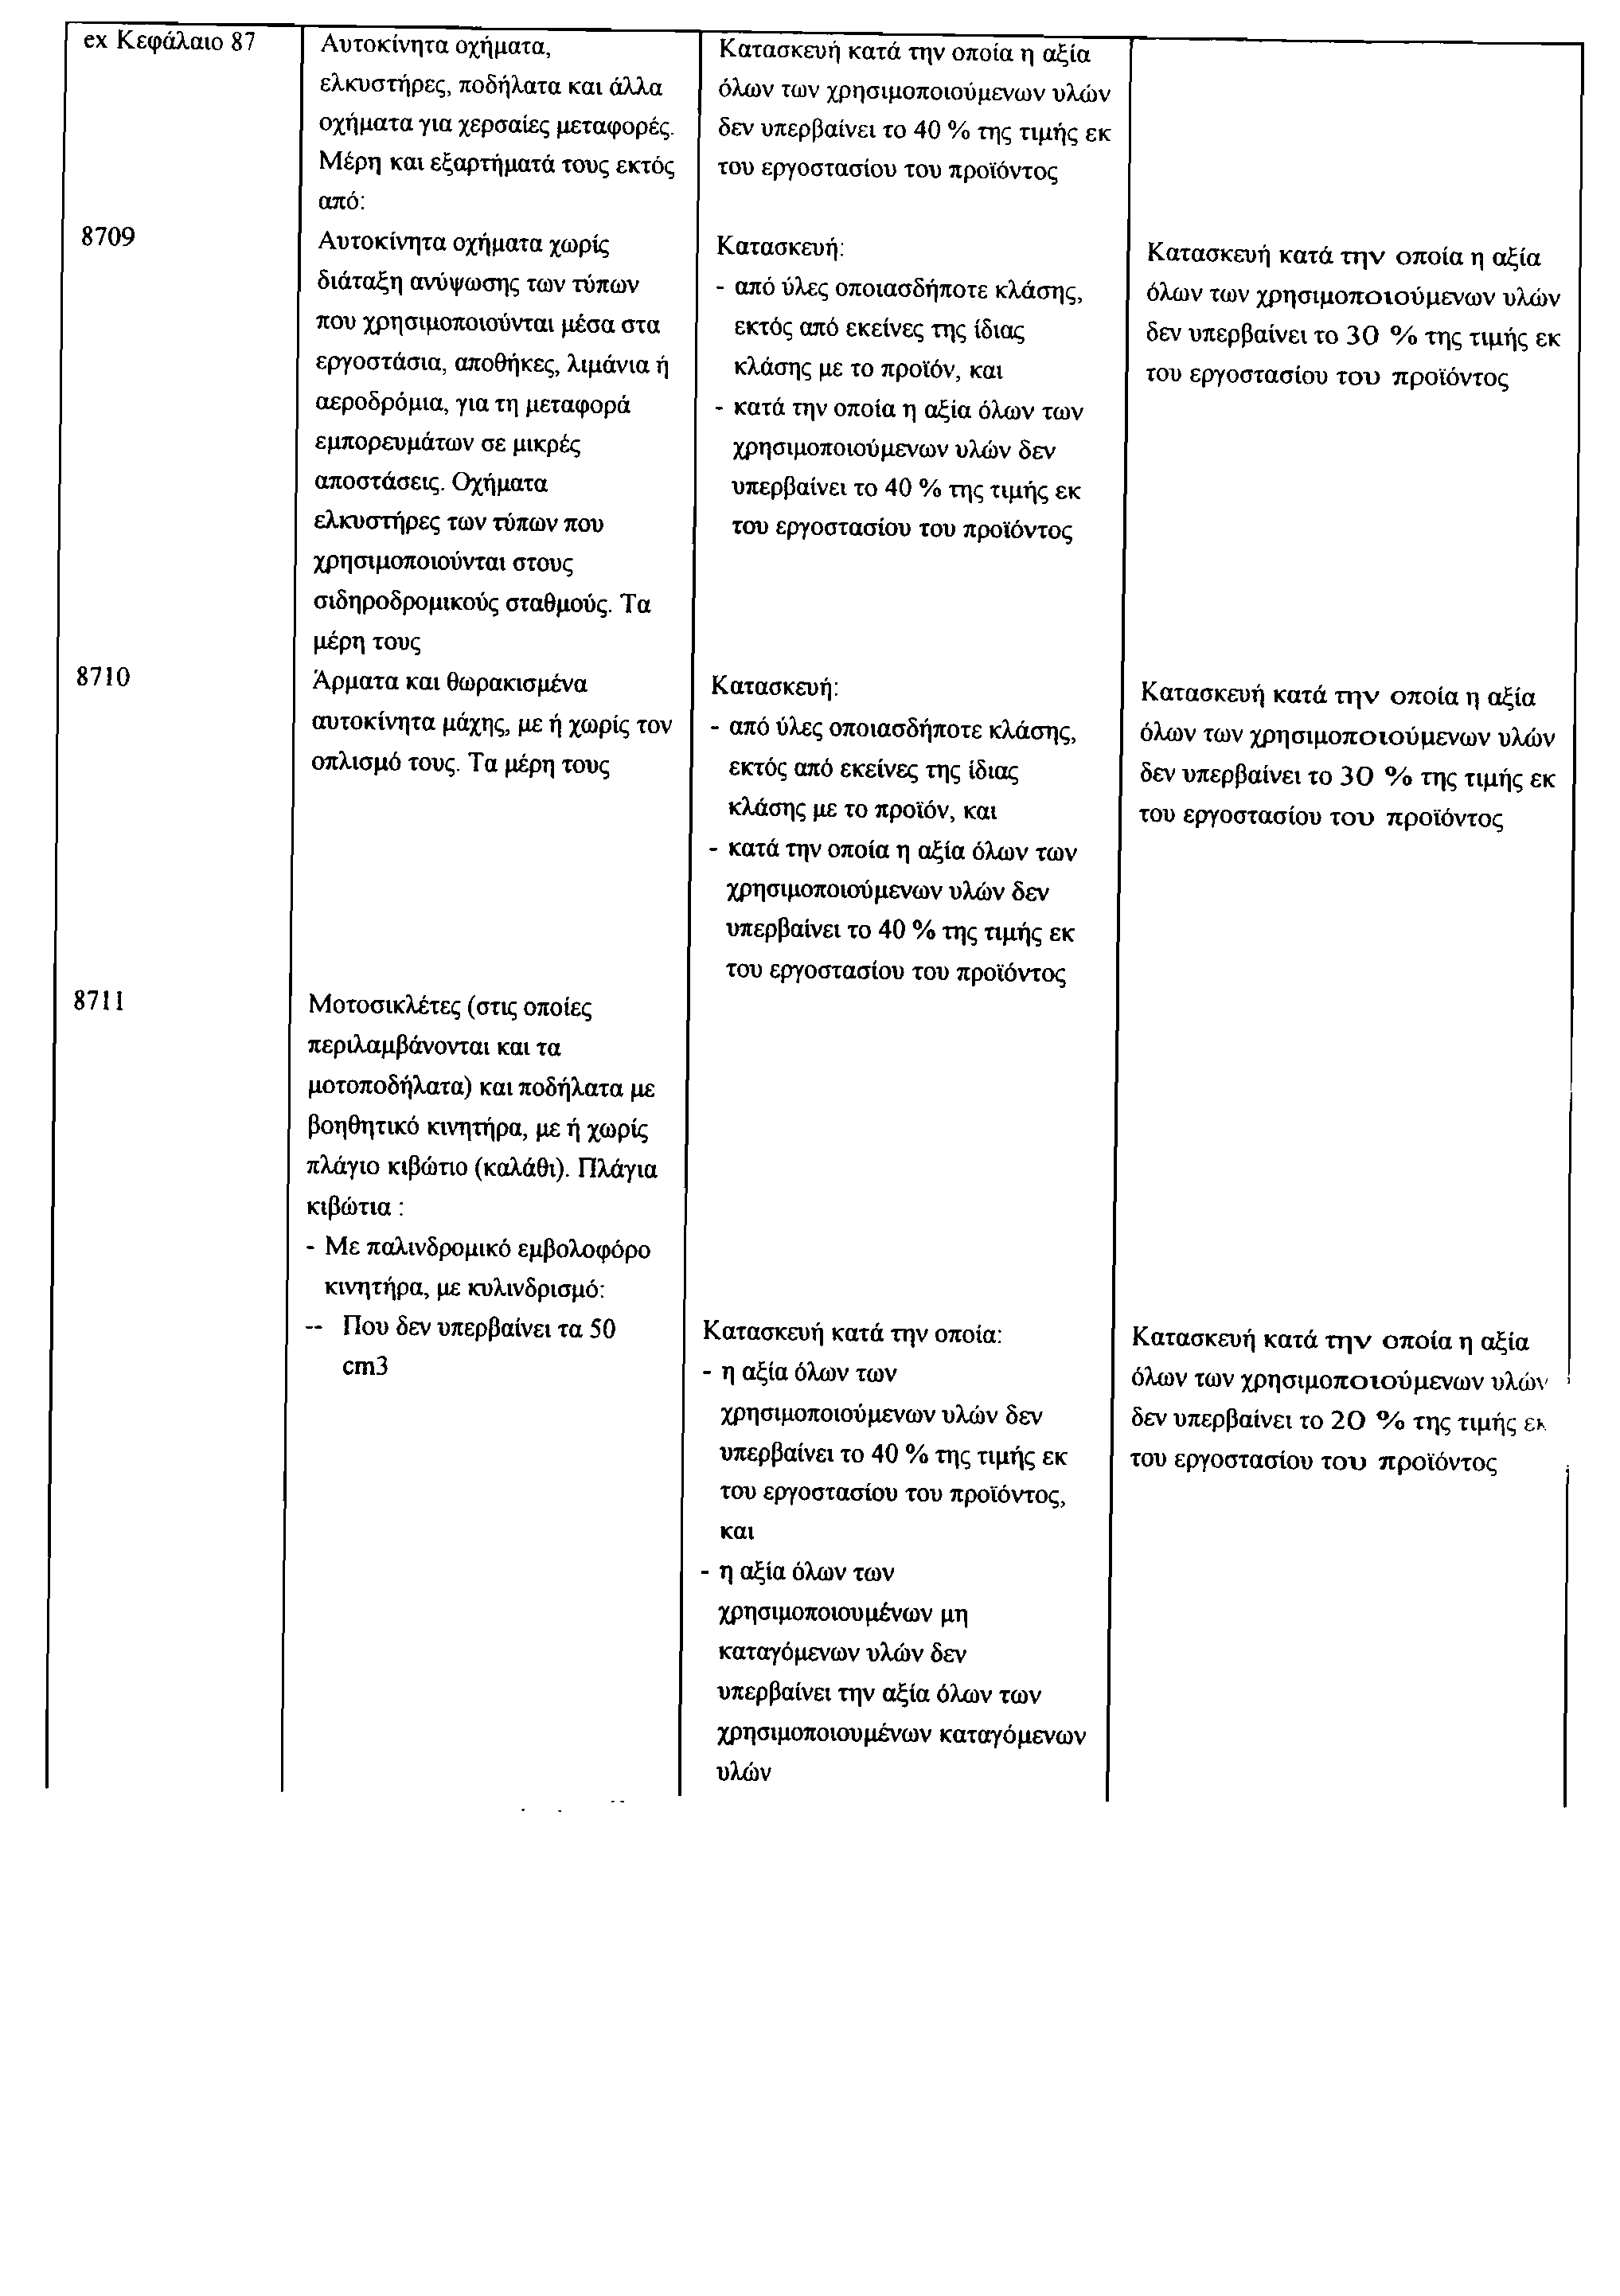 ex Κεφάλαιο 87
Αυτοκίνητα οχήματα,
ελκυστήρες, ποδήλατα και άλλα
οχήματα για χερσαίες μεταφορές.
Μέρη και εξαρτήματά τους εκτός
από:
Κατασκευή κατά την οποία η αξία
όλων των χρησιμοποιούμενων υλών
δεν υπερβαίνει το 40 % της τιμής εκ
του εργοστασίου του προϊόντος
8709
Αυτοκίνητα οχήματα χωρίς
διάταξη ανύψωσης των τύπων
που χρησιμοποιούνται μέσα στα
εργοστάσια, αποθήκες, λιμάνια ή
αεροδρόμια, για τη μεταφορά
εμπορευμάτων σε μικρές
αποστάσεις. Οχήματα
ελκυστήρες των τύπων που
χρησιμοποιούνται στους
σιδηροδρομικούς σταθμούς. Τα
μέρη τους
Κατασκευή:
- από ύλες οποιασδήποτε κλάσης,
εκτός από εκείνες της ίδιας
κλάσης με το προϊόν, και
- κατά την οποία η αξία όλων των
χρησιμοποιούμενων υλών δεν
υπερβαίνει το 40 % της τιμής εκ
του εργοστασίου του προϊόντος
Κατασκευή κατά την οποία η αξία
όλων των χρησιμοποιούμενων υλών
δεν υπερβαίνει το 30 % της τιμής εκ
του εργοστασίου του προϊόντος
8710
Άρματα και θωρακισμένα
αυτοκίνητα μάχης, με ή χωρίς τον
οπλισμό τους. Τα μέρη τους
Κατασκευή:
- από ύλες οποιασδήποτε κλάσης,
εκτός από εκείνες της ίδιας
κλάσης με το προϊόν, και
- κατά την οποία η αξία όλων των
χρησιμοποιούμενων υλών δεν
υπερβαίνει το 40 % της τιμής εκ
του εργοστασίου του προϊόντος
Κατασκευή κατά την οποία η αξία
όλων των χρησιμοποιούμενων υλών
δεν υπερβαίνει το 30 % της τιμής εκ
του εργοστασίου του προϊόντος
8711
Μοτοσικλέτες (στις οποίες
περιλαμβάνονται και τα
μοτοποδήλατα) και ποδήλατα με
βοηθητικό κινητήρα, με ή χωρίς
πλάγιο κιβώτιο (καλάθι). Πλάγια
κιβώτια :
- Με παλινδρομικό εμβολοφόρο
κινητήρα, με κυλινδρισμό:
-- Που δεν υπερβαίνει τα 50
cm3
Κατασκευή κατά την οποία:
- η αξία όλων των
χρησιμοποιούμενων υλών δεν
υπερβαίνει το 40 % της τιμής εκ
του εργοστασίου του προϊόντος,
και
- η αξία όλων των
χρησιμοποιουμένων μη
καταγόμενων υλών δεν
υπερβαίνει την αξία όλων των
χρησιμοποιουμένων καταγόμενων
υλών
Κατασκευή κατά την οποία η αξία
όλων των χρησιμοποιούμενων υλών
δεν υπερβαίνει το 20 % της τιμής εκ
του εργοστασίου του προϊόντος